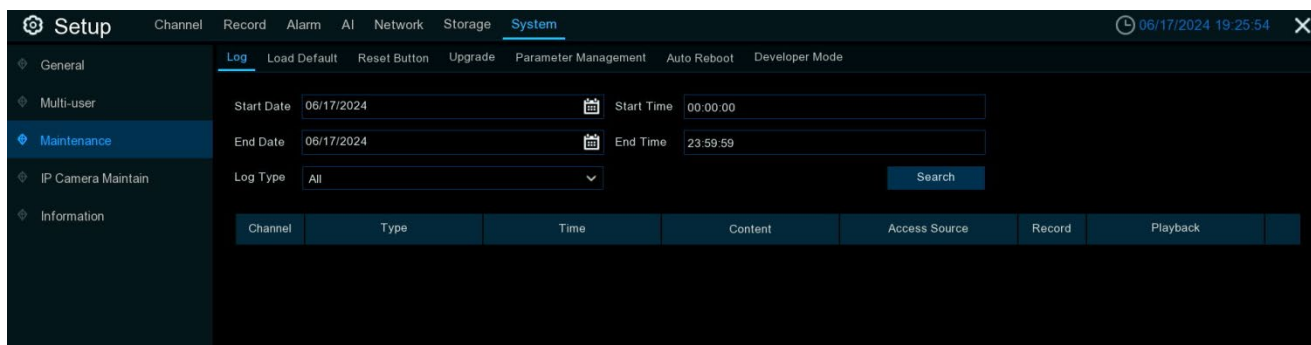 Setup Channel Record Alarm AI Network Storage System 06/17/2024 19:25:54
General
Multi-user
Maintenance
IP Camera Maintain
Information
Log Load Default Reset Button Upgrade Parameter Management Auto Reboot Developer Mode
Start Date 06/17/2024 Start Time 00:00:00
End Date 06/17/2024 End Time 23:59:59
Log Type All Search
Channel Type Time Content Access Source Record Playback